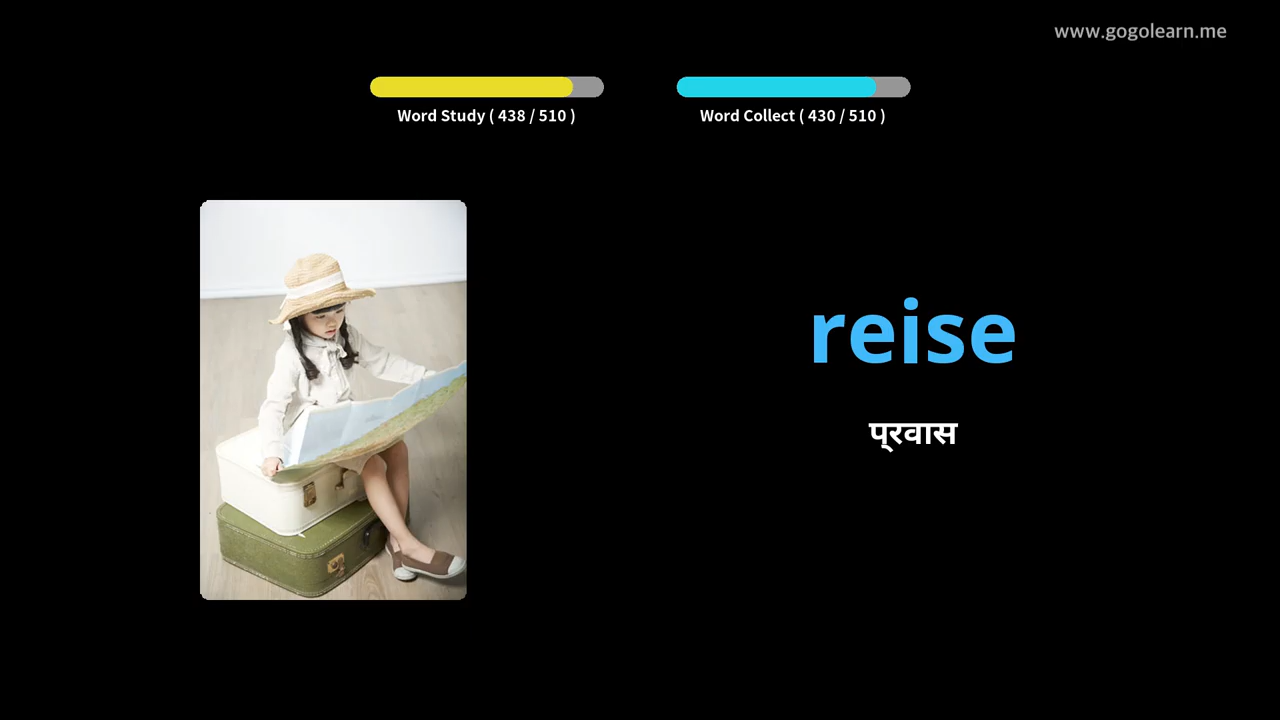 www.gogolearn.me
Word Study ( 438 / 510 )
Word Collect ( 430 / 510 )
reise
प्रवास